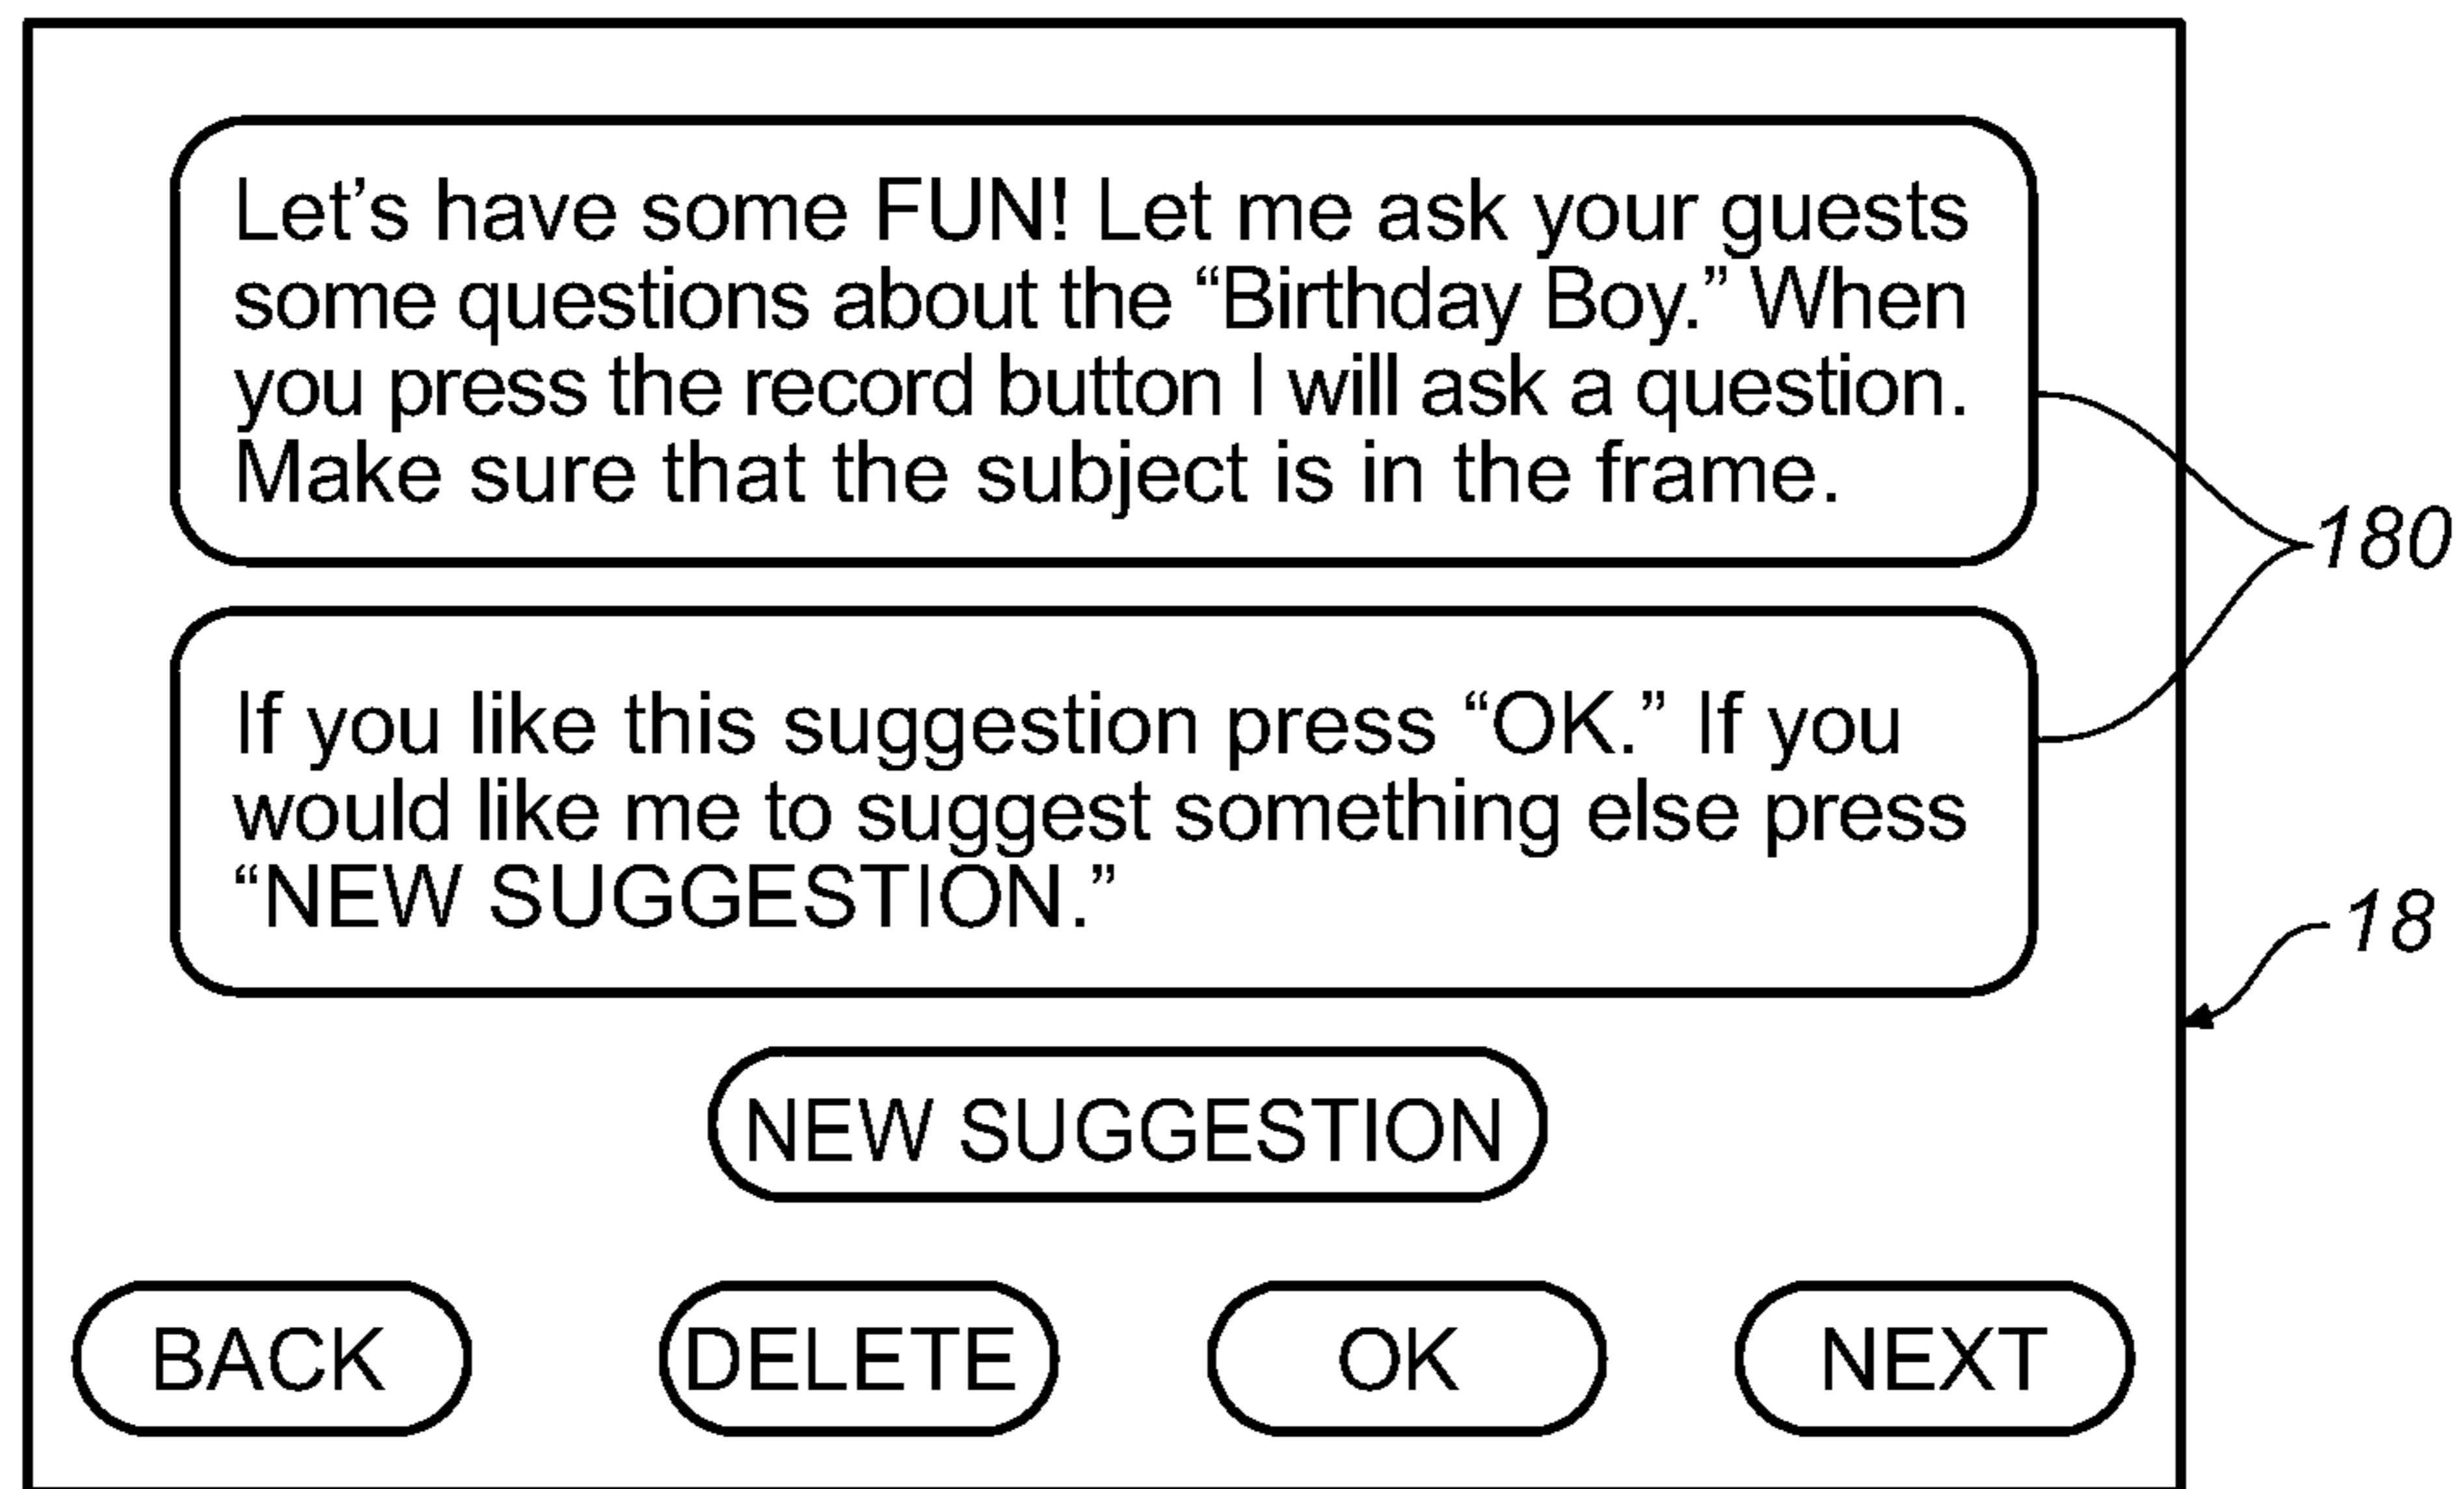 Let’s have some FUN! Let me ask your guests
some questions about the “Birthday Boy.” When
you press the record button I will ask a question.
Make sure that the subject is in the frame.
180
If you like this suggestion press “OK.” If you
would like me to suggest something else press
“NEW SUGGESTION.”
18
NEW SUGGESTION
BACK DELETE OK NEXT